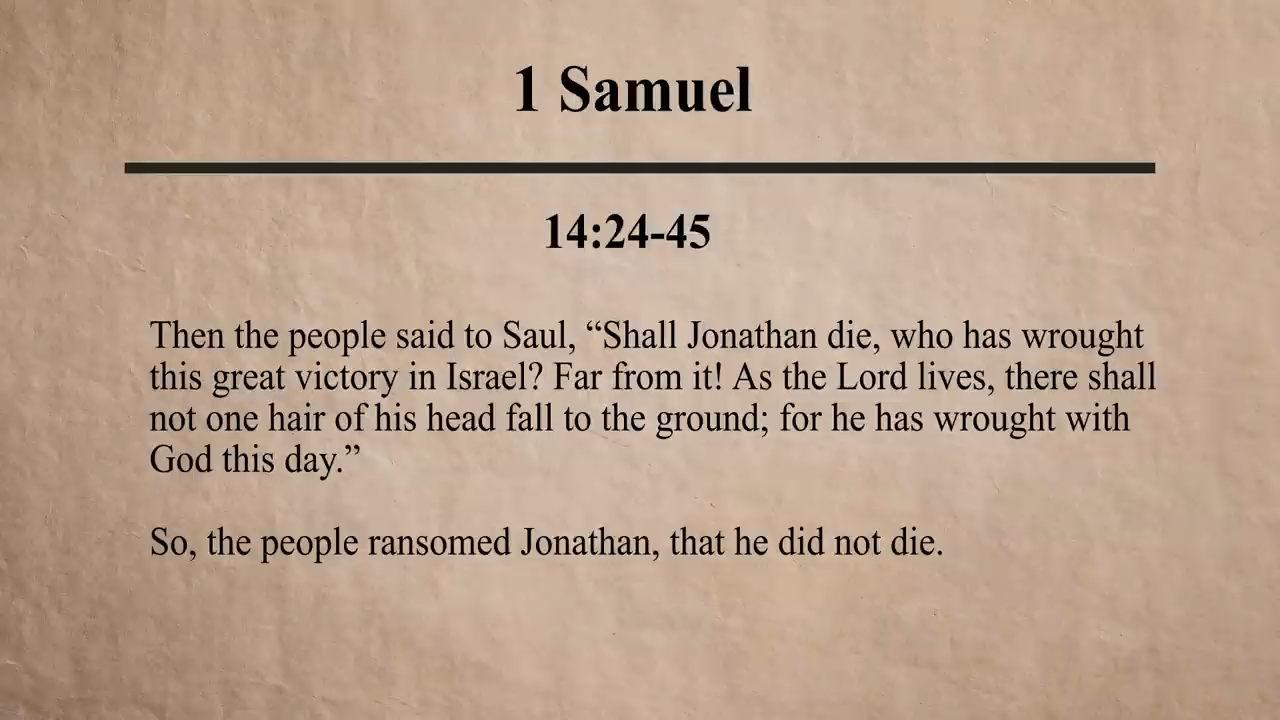 1 Samuel
14:24-45
Then the people said to Saul, “Shall Jonathan die, who has wrought
this great victory in Israel? Far from it! As the Lord lives, there shall
not one hair of his head fall to the ground; for he has wrought with
God this day.”
So, the people ransomed Jonathan, that he did not die.